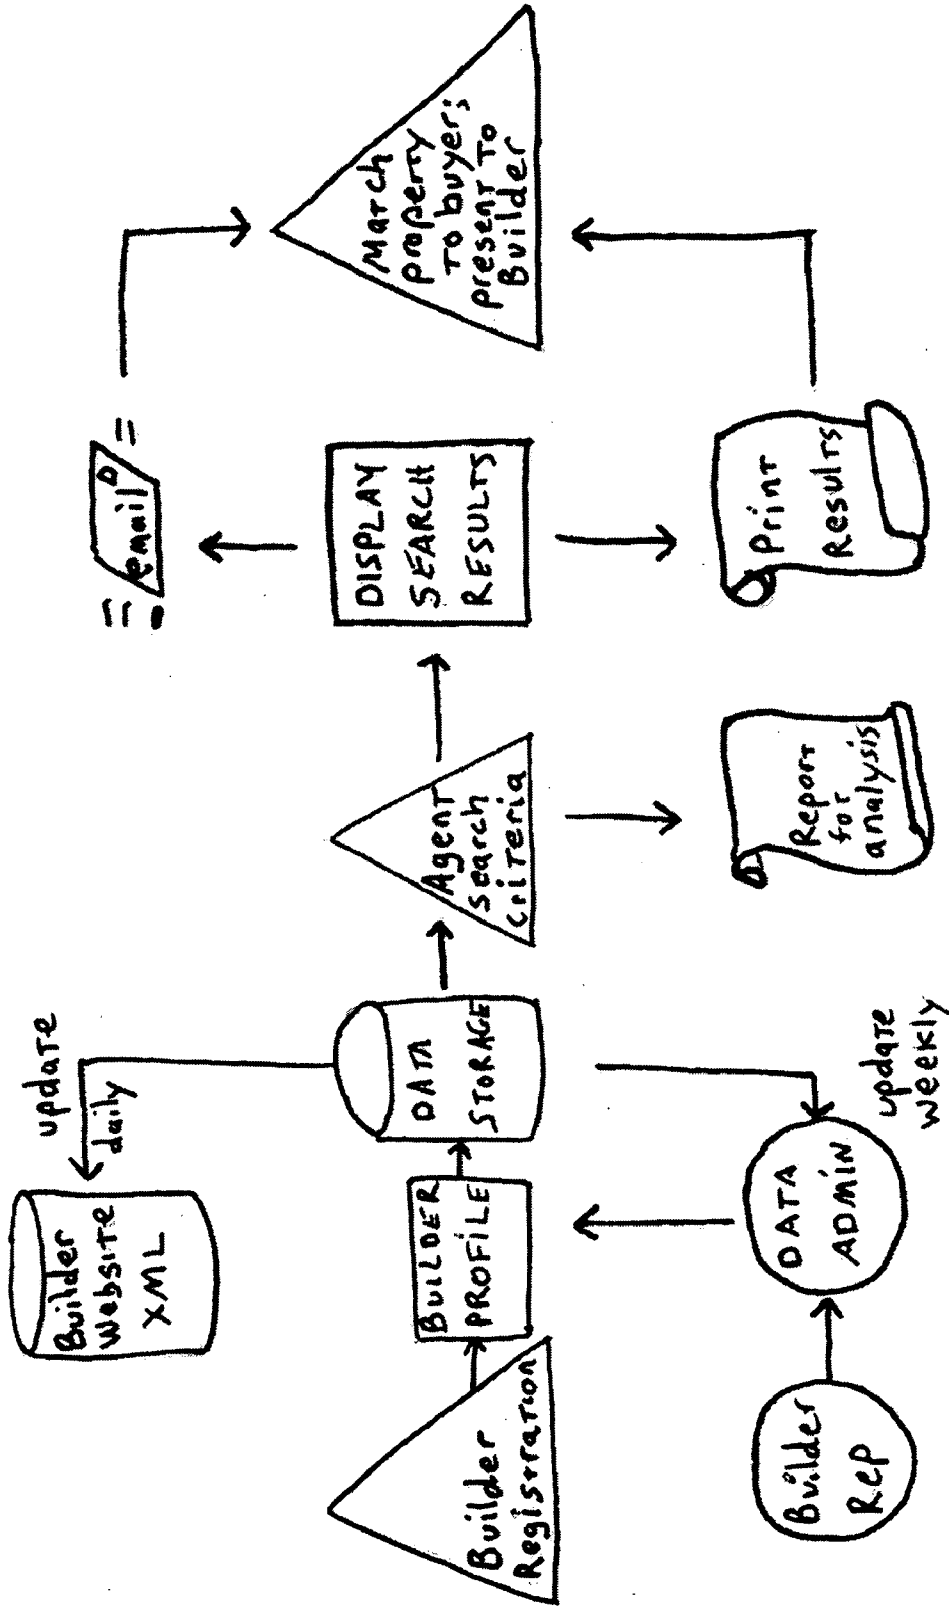 Builder
Website
XML
update
daily
email
Builder
Registration
BUILDER
PROFILE
DATA
STORAGE
Agent
search
criteria
DISPLAY
SEARCH
RESULTS
Match
property
to buyer;
present to
Builder
Builder
Rep
DATA
ADMIN
update
weekly
Report
for
analysis
Print
Results